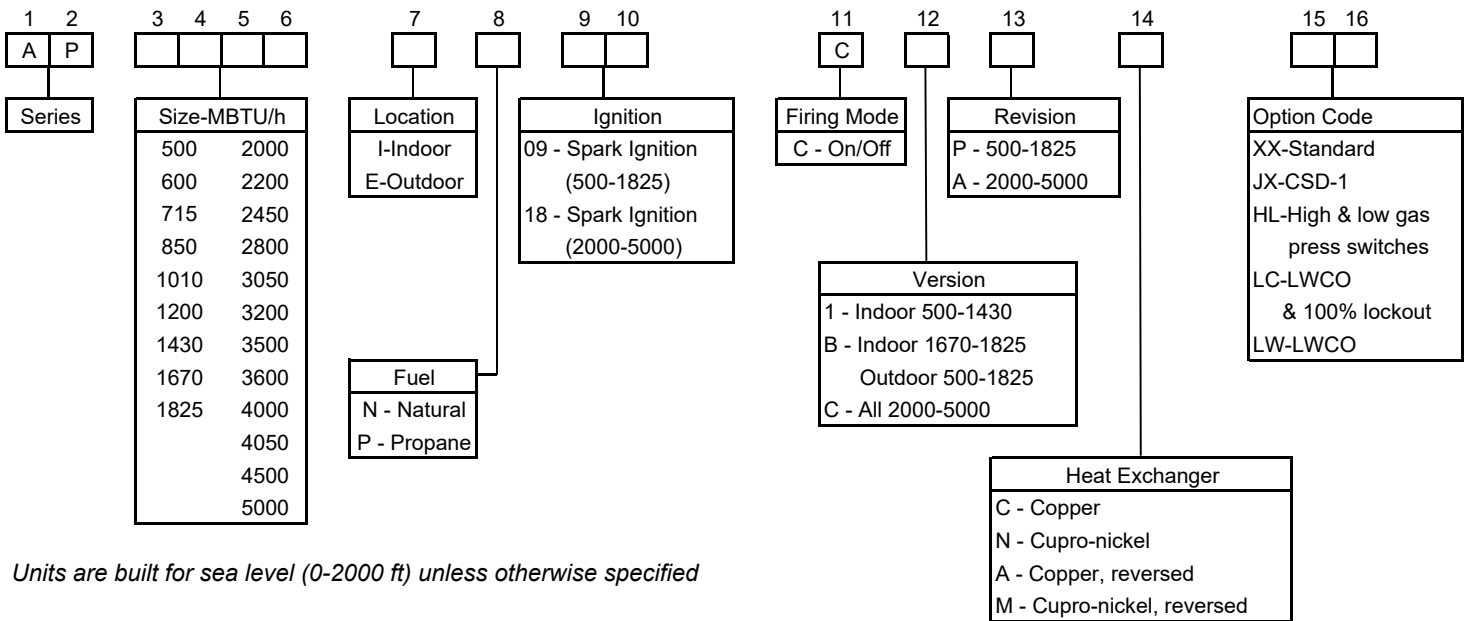 1 2 3 4 5 6 7 8 9 10 11 12 13 14 15 16
A P C
Series
Size-MBTU/h
500 2000
600 2200
715 2450
850 2800
1010 3050
1200 3200
1430 3500
1670 3600
1825 4000
4050
4500
5000
Location
I-Indoor
E-Outdoor
Fuel
N - Natural
P - Propane
Ignition
09 - Spark Ignition
(500-1825)
18 - Spark Ignition
(2000-5000)
Firing Mode
C - On/Off
Version
1 - Indoor 500-1430
B - Indoor 1670-1825
Outdoor 500-1825
C - All 2000-5000
Revision
P - 500-1825
A - 2000-5000
Heat Exchanger
C - Copper
N - Cupro-nickel
A - Copper, reversed
M - Cupro-nickel, reversed
Option Code
XX-Standard
JX-CSD-1
HL-High & low gas
press switches
LC-LWCO
& 100% lockout
LW-LWCO
Units are built for sea level (0-2000 ft) unless otherwise specified